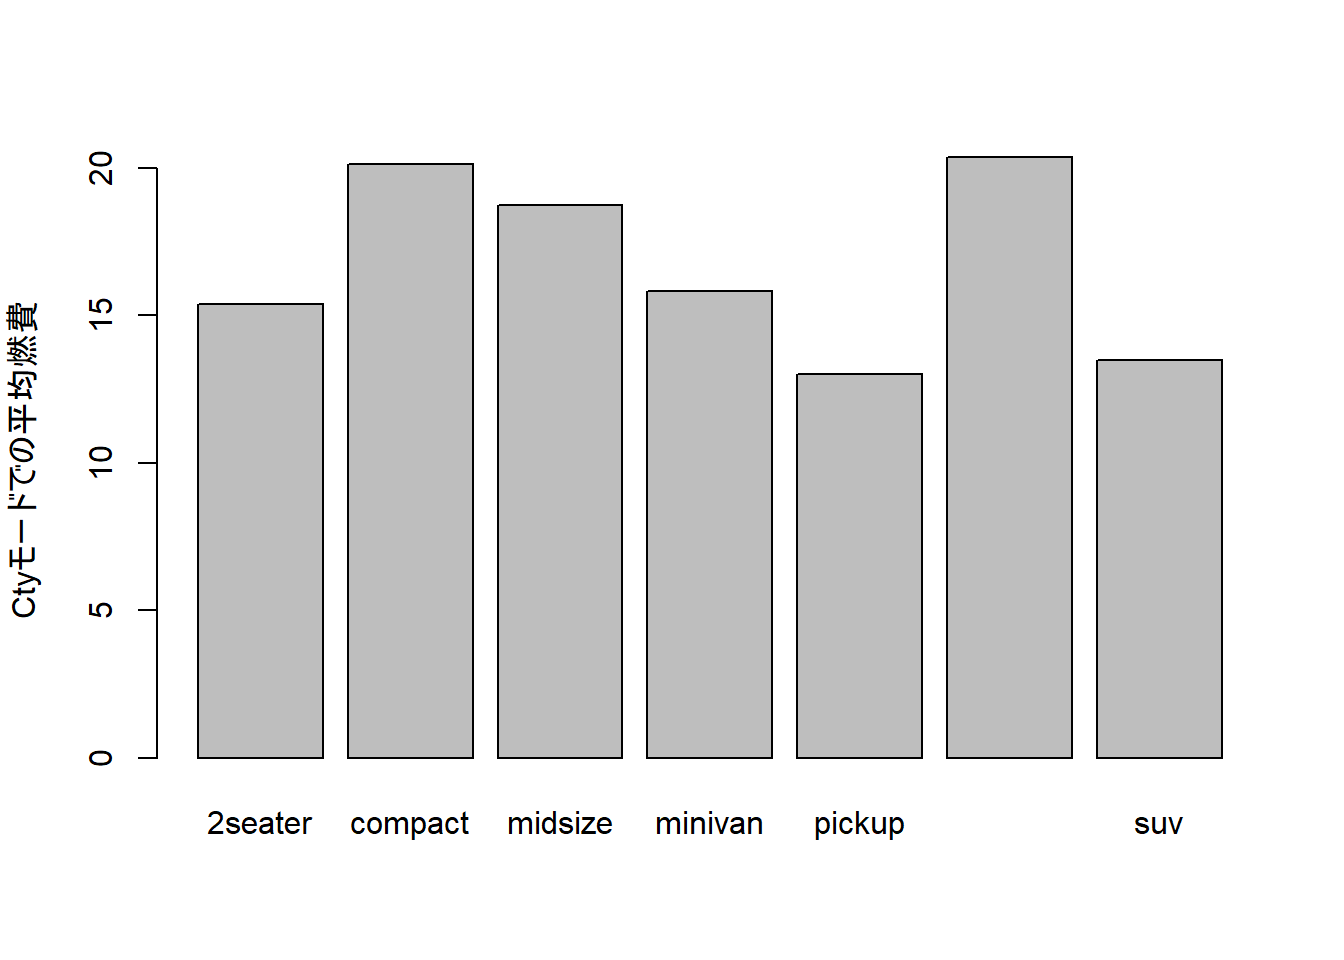 Ctyモードでの平均燃費
20
15
10
5
0
2seater compact midsize minivan pickup suv